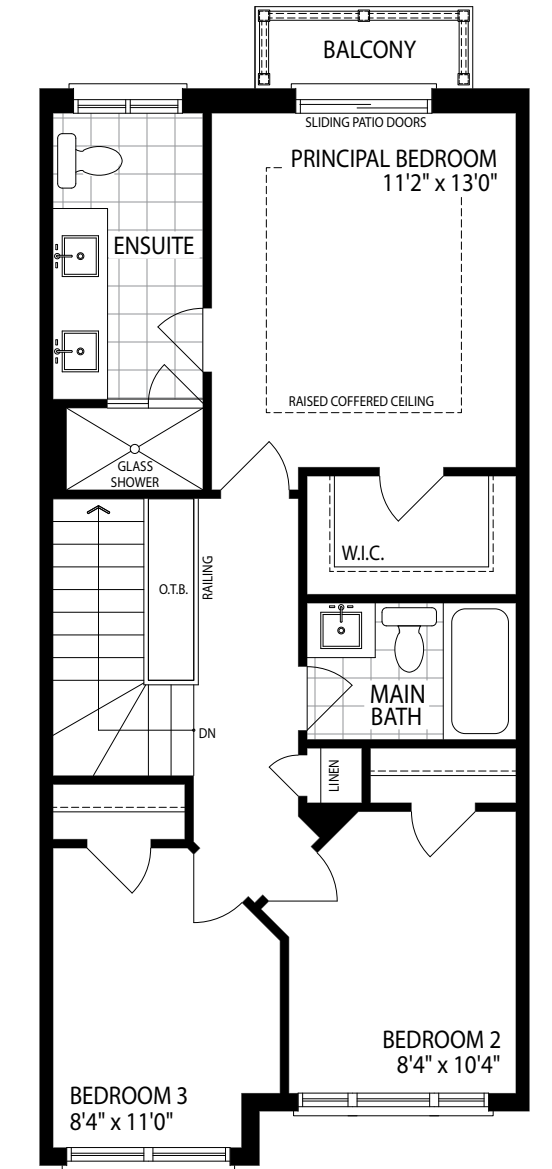 BALCONY
SLIDING PATIO DOORS
PRINCIPAL BEDROOM
11'2" x 13'0"
ENSUITE
RAISED COFFERED CEILING
GLASS
SHOWER
W.I.C.
O.T.B.
RAILING
MAIN
BATH
DN
LINEN
BEDROOM 2
8'4" x 10'4"
BEDROOM 3
8'4" x 11'0"